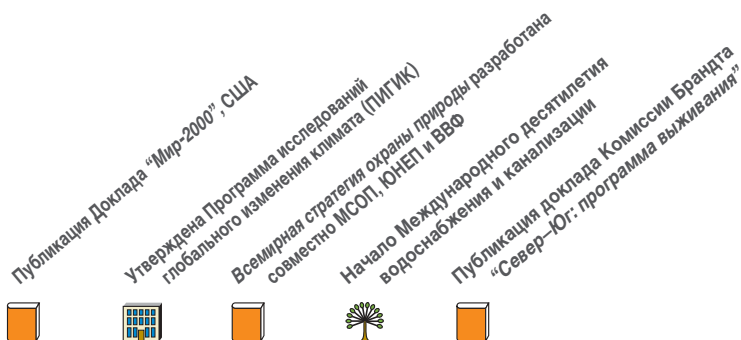 Публикация Доклада “Мир-2000”, США
Утверждена Программа исследований
глобального изменения климата (ПИГИК)
Всемирная стратегия охраны природы разработана
совместно МСОП, ЮНЕП и ВВФ
Начало Международного десятилетия
водоснабжения и канализации
Публикация доклада Комиссии Брандта
“Север–Юг: программа выживания”